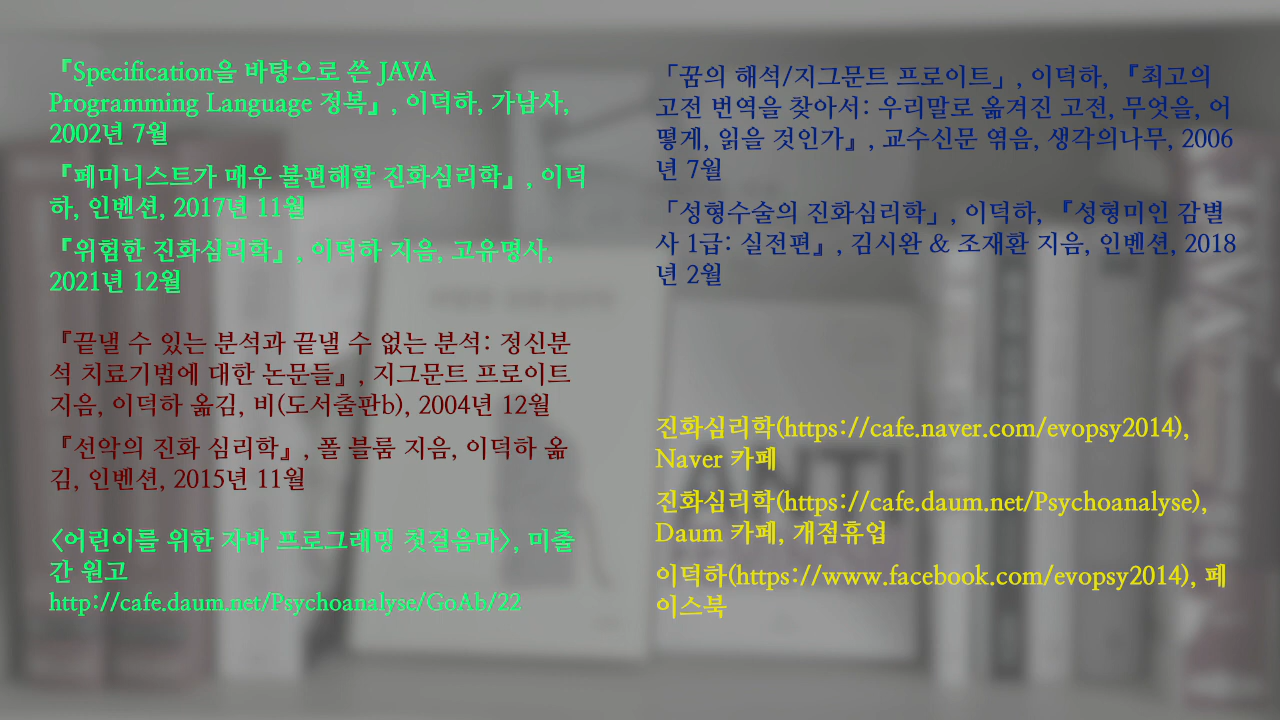 『Specification을 바탕으로 쓴 JAVA
Programming Language 정복』, 이덕하, 가남사,
2002년 7월
『페미니스트가 매우 불편해할 진화심리학』, 이덕
하, 인벤션, 2017년 11월
『위험한 진화심리학』, 이덕하 지음, 고유명사,
2021년 12월
『끝낼 수 있는 분석과 끝낼 수 없는 분석: 정신분
석 치료기법에 대한 논문들』, 지그문트 프로이트
지음, 이덕하 옮김, 비(도서출판b), 2004년 12월
『선악의 진화 심리학』, 폴 블룸 지음, 이덕하 옮
김, 인벤션, 2015년 11월
〈어린이를 위한 자바 프로그래밍 첫걸음마〉, 미출
간 원고
http://cafe.daum.net/Psychoanalyse/GoAb/22
「꿈의 해석/지그문트 프로이트」, 이덕하, 『최고의
고전 번역을 찾아서: 우리말로 옮겨진 고전, 무엇을, 어
떻게, 읽을 것인가』, 교수신문 엮음, 생각의나무, 2006
년 7월
「성형수술의 진화심리학」, 이덕하, 『성형미인 감별
사 1급: 실전편』, 김시완 & 조재환 지음, 인벤션, 2018
년 2월
진화심리학(https://cafe.naver.com/evopsy2014),
Naver 카페
진화심리학(https://cafe.daum.net/Psychoanalyse),
Daum 카페, 개점휴업
이덕하(https://www.facebook.com/evopsy2014), 페
이스북